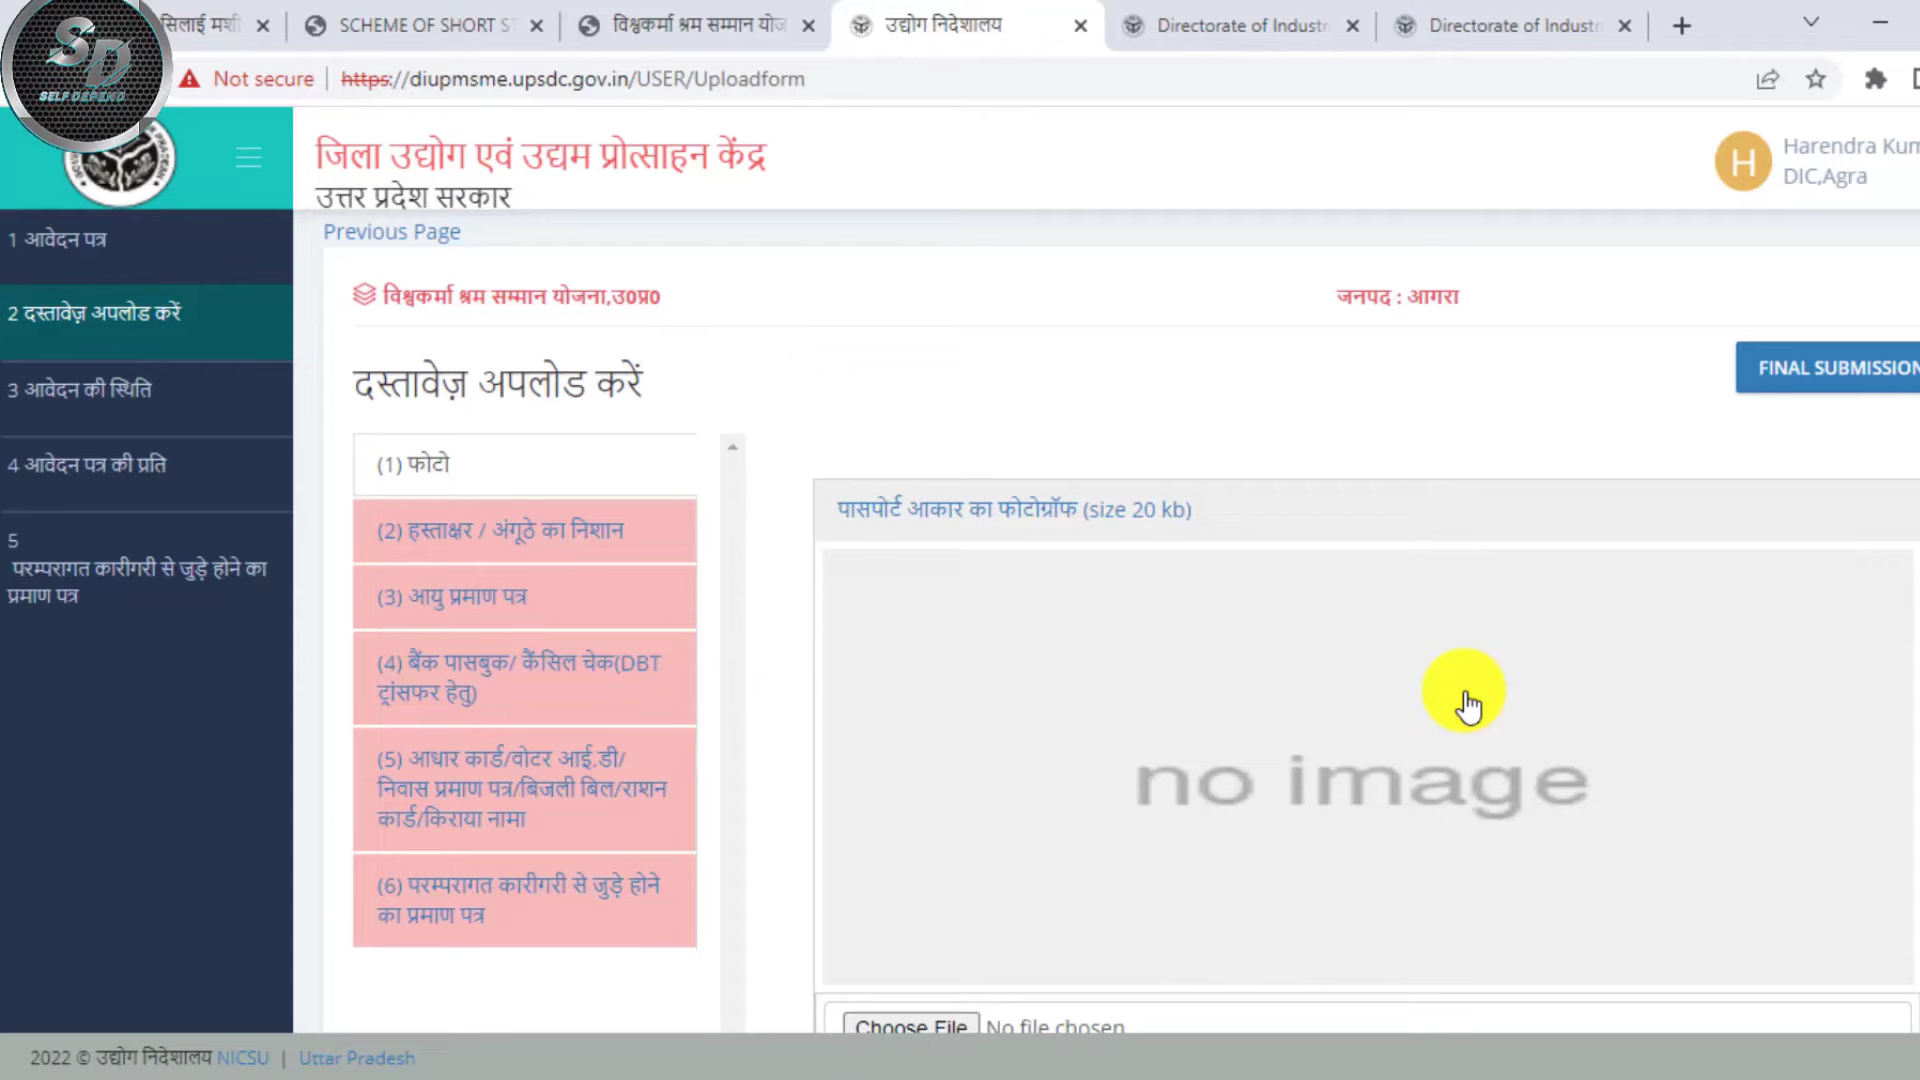 सिलाई मशी
SCHEME OF SHORT S
विश्वकर्मा श्रम सम्मान योज
उद्योग निदेशालय
Directorate of Industr
Directorate of Industr
Not secure
https://diupmsme.upsdc.gov.in/USER/Uploadform
SD
SELF DEPEND
जिला उद्योग एवं उद्यम प्रोत्साहन केंद्र
उत्तर प्रदेश सरकार
H
Harendra Kum
DIC,Agra
Previous Page
1 आवेदन पत्र
2 दस्तावेज़ अपलोड करें
3 आवेदन की स्थिति
4 आवेदन पत्र की प्रति
5
परम्परागत कारीगरी से जुड़े होने का
प्रमाण पत्र
विश्वकर्मा श्रम सम्मान योजना,उ0प्र0
जनपद : आगरा
दस्तावेज़ अपलोड करें
FINAL SUBMISSION
(1) फोटो
(2) हस्ताक्षर / अंगूठे का निशान
(3) आयु प्रमाण पत्र
(4) बैंक पासबुक/ कैंसिल चेक(DBT
ट्रांसफर हेतु)
(5) आधार कार्ड/वोटर आई.डी/
निवास प्रमाण पत्र/बिजली बिल/राशन
कार्ड/किराया नामा
(6) परम्परागत कारीगरी से जुड़े होने
का प्रमाण पत्र
पासपोर्ट आकार का फोटोग्रॉफ (size 20 kb)
no image
Choose File No file chosen
2022 © उद्योग निदेशालय NICSU | Uttar Pradesh